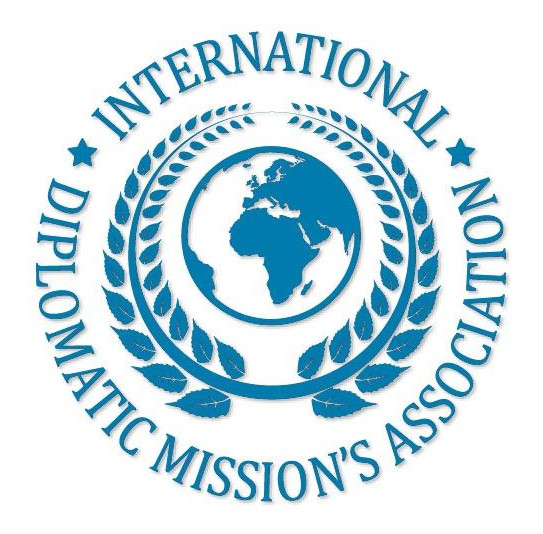 INTERNATIONAL
DIPLOMATIC MISSION'S ASSOCIATION